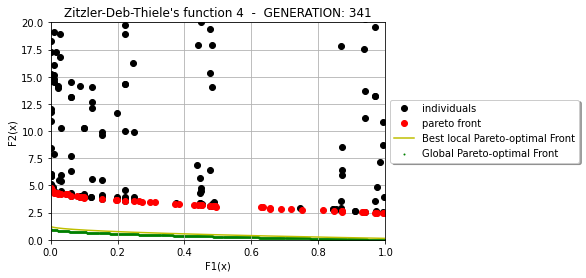 Zitzler-Deb-Thiele's function 4 - GENERATION: 341
F2(x)
20.0
17.5
15.0
12.5
10.0
7.5
5.0
2.5
0.0
0.0
0.2
0.4
0.6
0.8
1.0
F1(x)
individuals
pareto front
Best local Pareto-optimal Front
Global Pareto-optimal Front